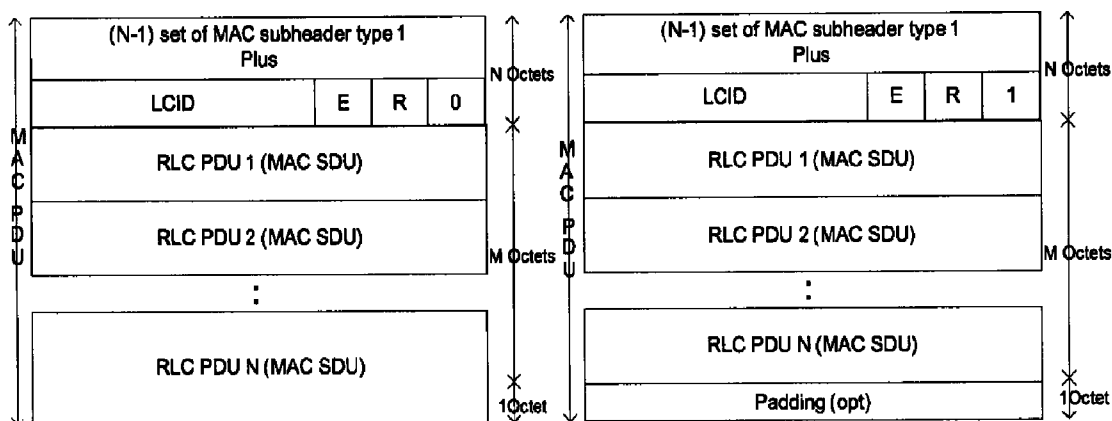 (N-1) set of MAC subheader type 1
Plus
LCID E R 0
RLC PDU 1 (MAC SDU)
RLC PDU 2 (MAC SDU)
:
RLC PDU N (MAC SDU)
MAC PDU
N Octets
M Octets
1Octet
(N-1) set of MAC subheader type 1
Plus
LCID E R 1
RLC PDU 1 (MAC SDU)
RLC PDU 2 (MAC SDU)
:
RLC PDU N (MAC SDU)
Padding (opt)
MAC PDU
N Octets
M Octets
1Octet